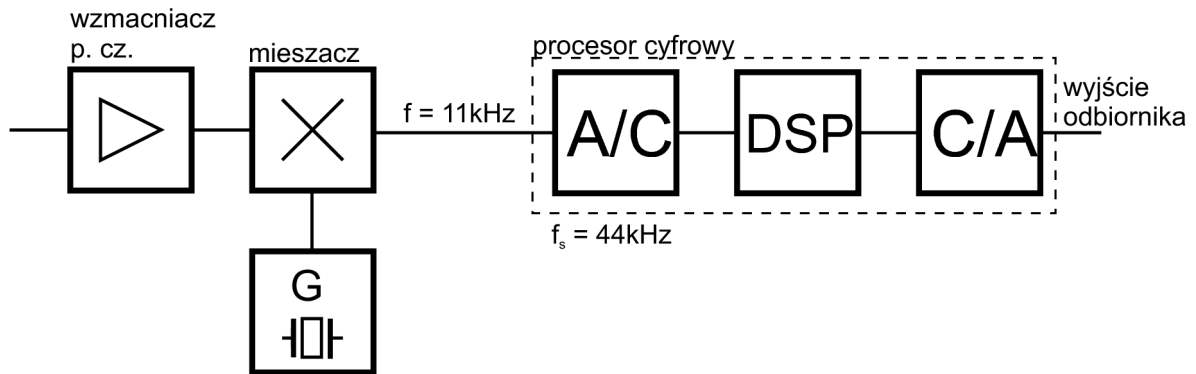 wzmacniacz
p. cz.
mieszacz
procesor cyfrowy
f = 11kHz
A/C
DSP
C/A
wyjście
odbiornika
fs = 44kHz
G